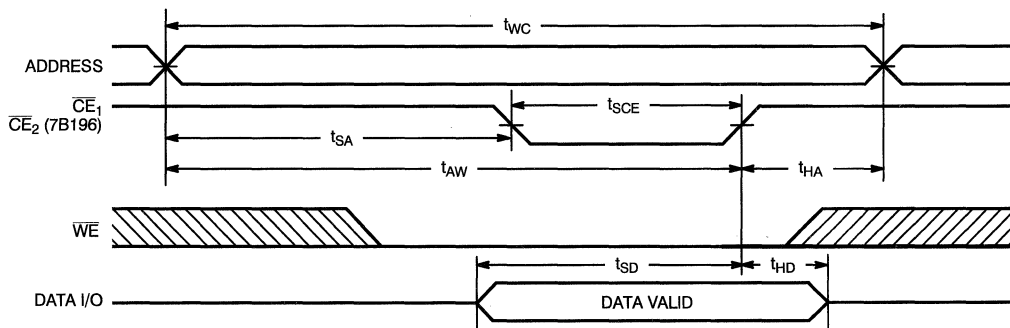 tWC
ADDRESS
CE1
CE2 (7B196)
tSCE
tSA
tAW
tHA
WE
tSD
tHD
DATA I/O
DATA VALID